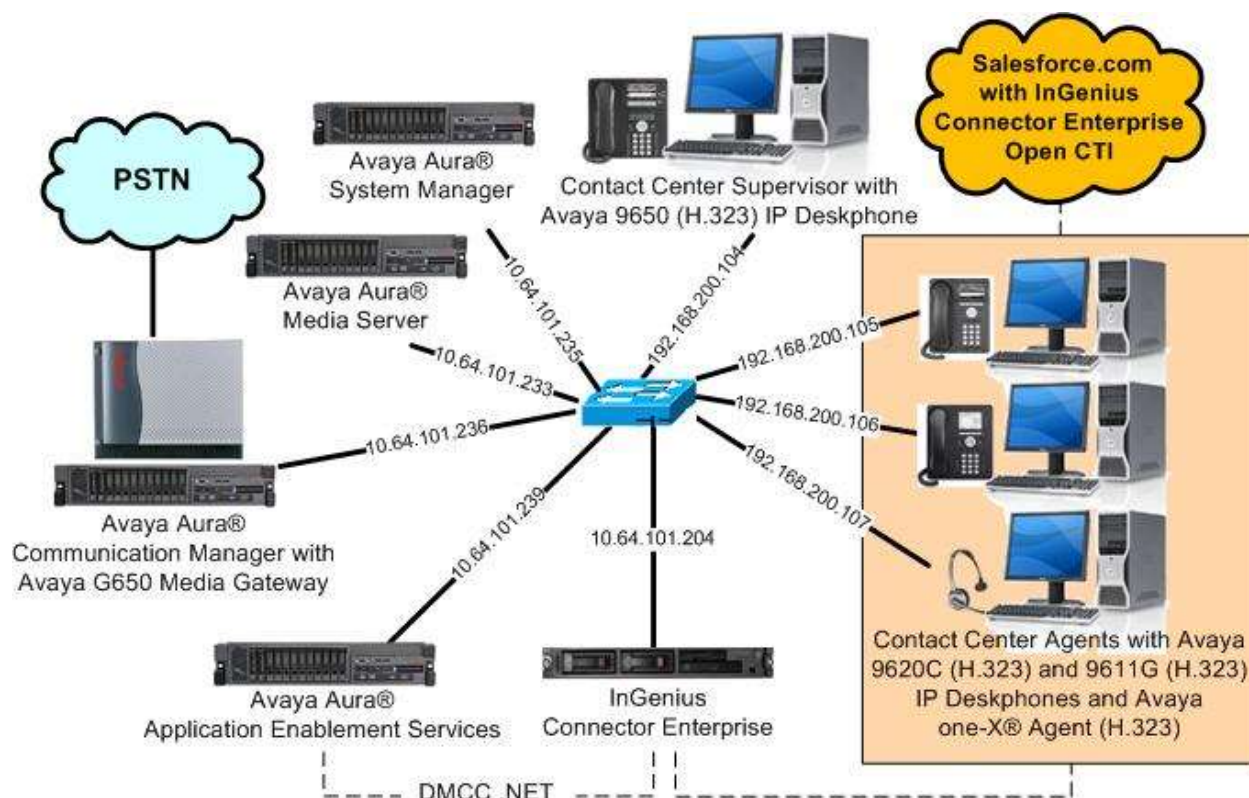 Salesforce.com
with InGenius
Connector Enterprise
Open CTI
PSTN
Avaya Aura®
System Manager
Contact Center Supervisor with
Avaya 9650 (H.323) IP Deskphone
Avaya Aura®
Media Server
10.64.101.235
192.168.200.104
10.64.101.233
192.168.200.105
192.168.200.106
10.64.101.236
192.168.200.107
Avaya Aura®
Communication Manager with
Avaya G650 Media Gateway
10.64.101.239
10.64.101.204
Contact Center Agents with Avaya
9620C (H.323) and 9611G (H.323)
IP Deskphones and Avaya
one-X® Agent (H.323)
Avaya Aura®
Application Enablement Services
InGenius
Connector Enterprise
DMCC .NET